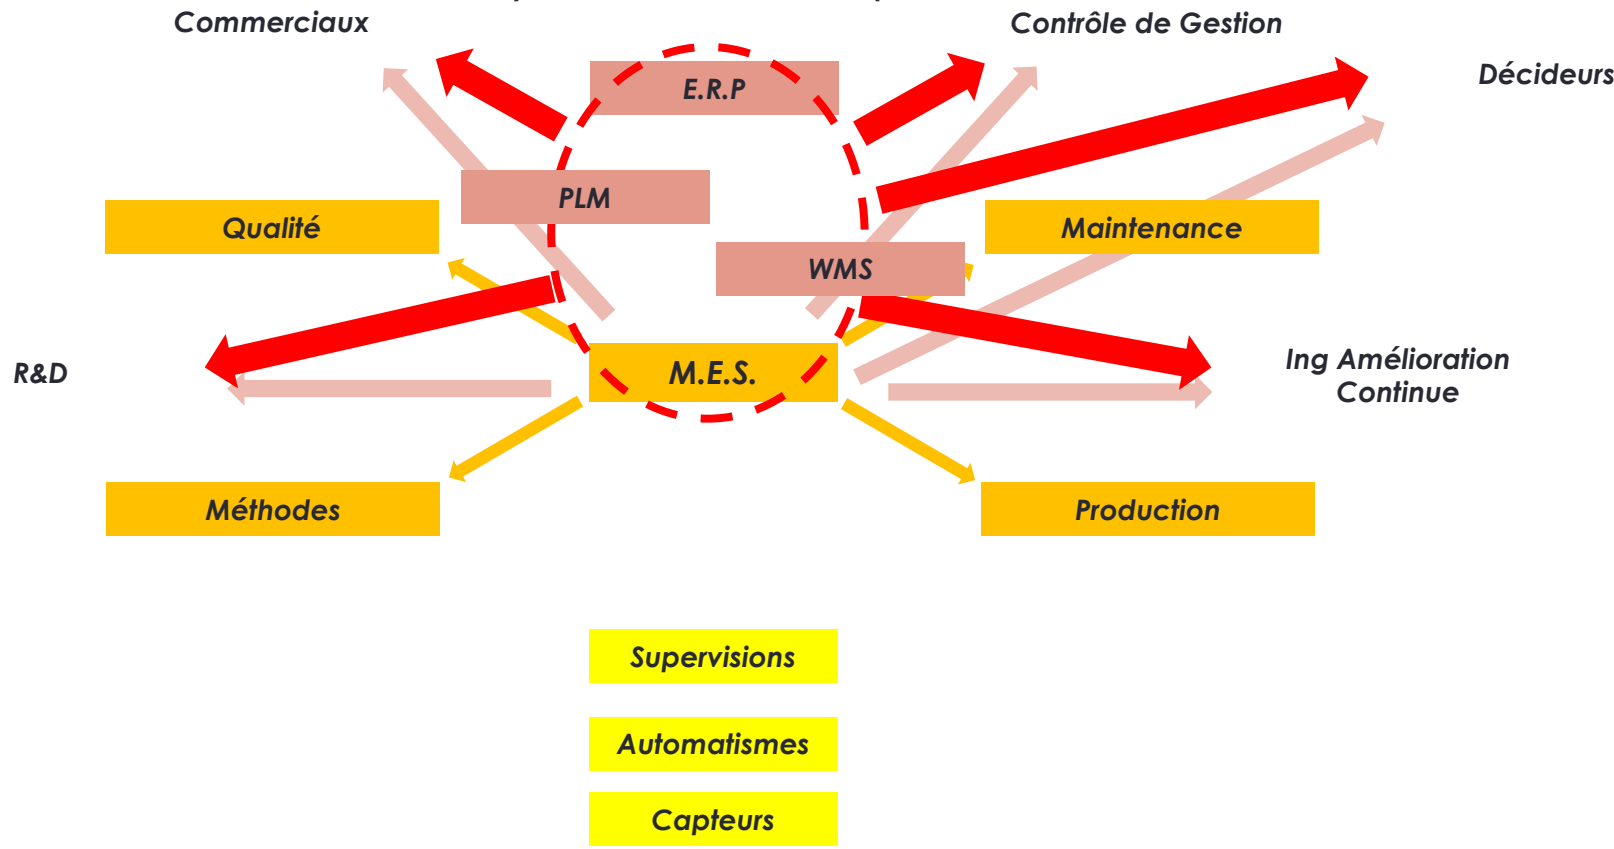 Commerciaux
Contrôle de Gestion
Décideurs
E.R.P
PLM
Qualité
Maintenance
WMS
R&D
M.E.S.
Ing Amélioration
Continue
Méthodes
Production
Supervisions
Automatismes
Capteurs